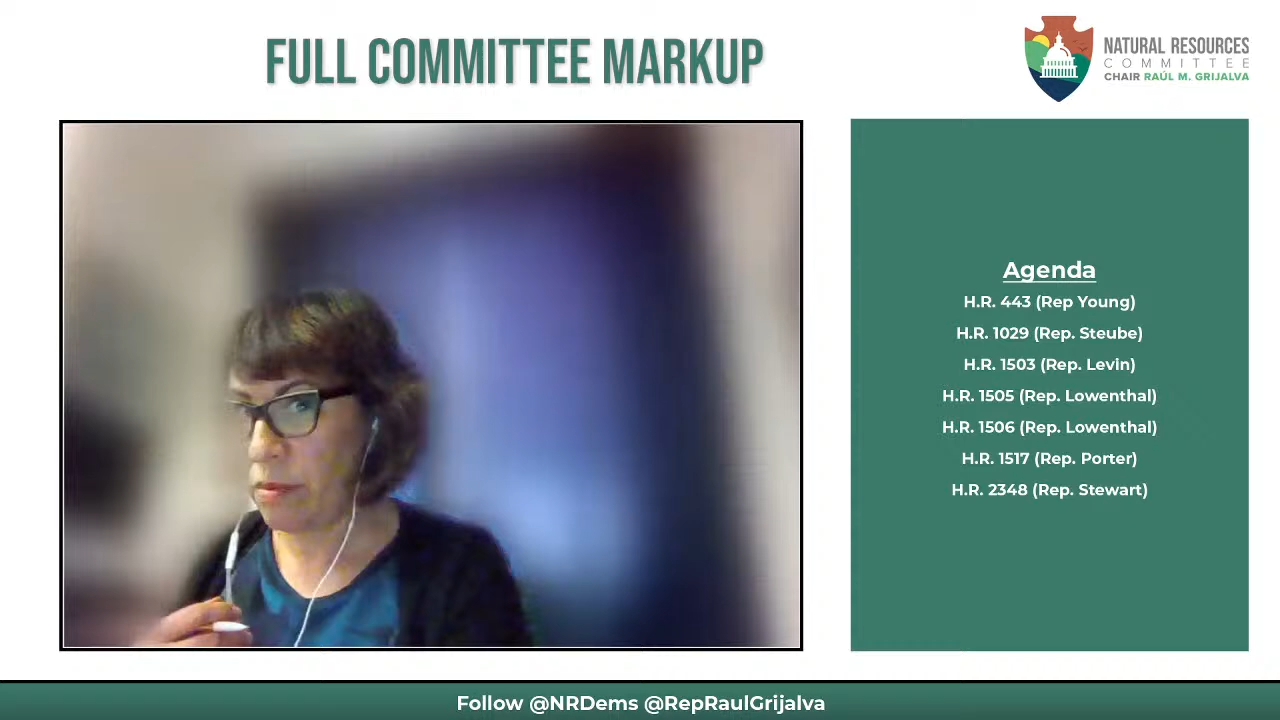 FULL COMMITTEE MARKUP
NATURAL RESOURCES
COMMITTEE
CHAIR RAÚL M. GRIJALVA
Agenda
H.R. 443 (Rep Young)
H.R. 1029 (Rep. Steube)
H.R. 1503 (Rep. Levin)
H.R. 1505 (Rep. Lowenthal)
H.R. 1506 (Rep. Lowenthal)
H.R. 1517 (Rep. Porter)
H.R. 2348 (Rep. Stewart)
Follow @NRDems @RepRaulGrijalva